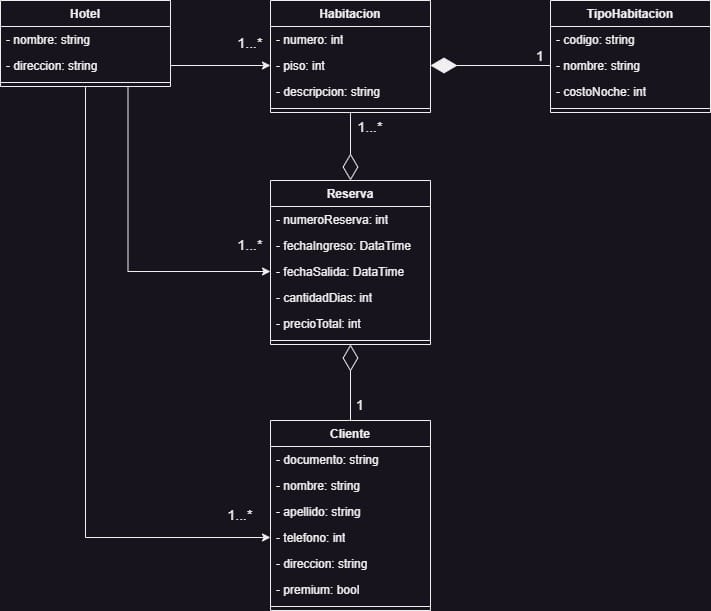 Hotel
- nombre: string
- direccion: string
1...*
Habitacion
- numero: int
- piso: int
- descripcion: string
1
TipoHabitacion
- codigo: string
- nombre: string
- costoNoche: int
1...*
Reserva
- numeroReserva: int
- fechaIngreso: DataTime
- fechaSalida: DataTime
- cantidadDias: int
- precioTotal: int
1...*
1
Cliente
- documento: string
- nombre: string
- apellido: string
- telefono: int
- direccion: string
- premium: bool
1...*